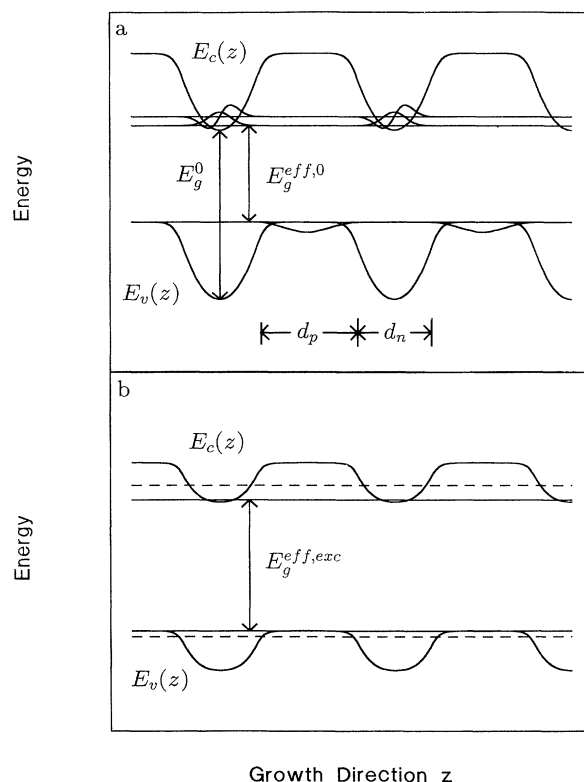 a
E_c(z)
E_g^0
E_g^{eff,0}
E_v(z)
d_p
d_n
Energy
b
E_c(z)
E_g^{eff,exc}
E_v(z)
Energy
Growth Direction z